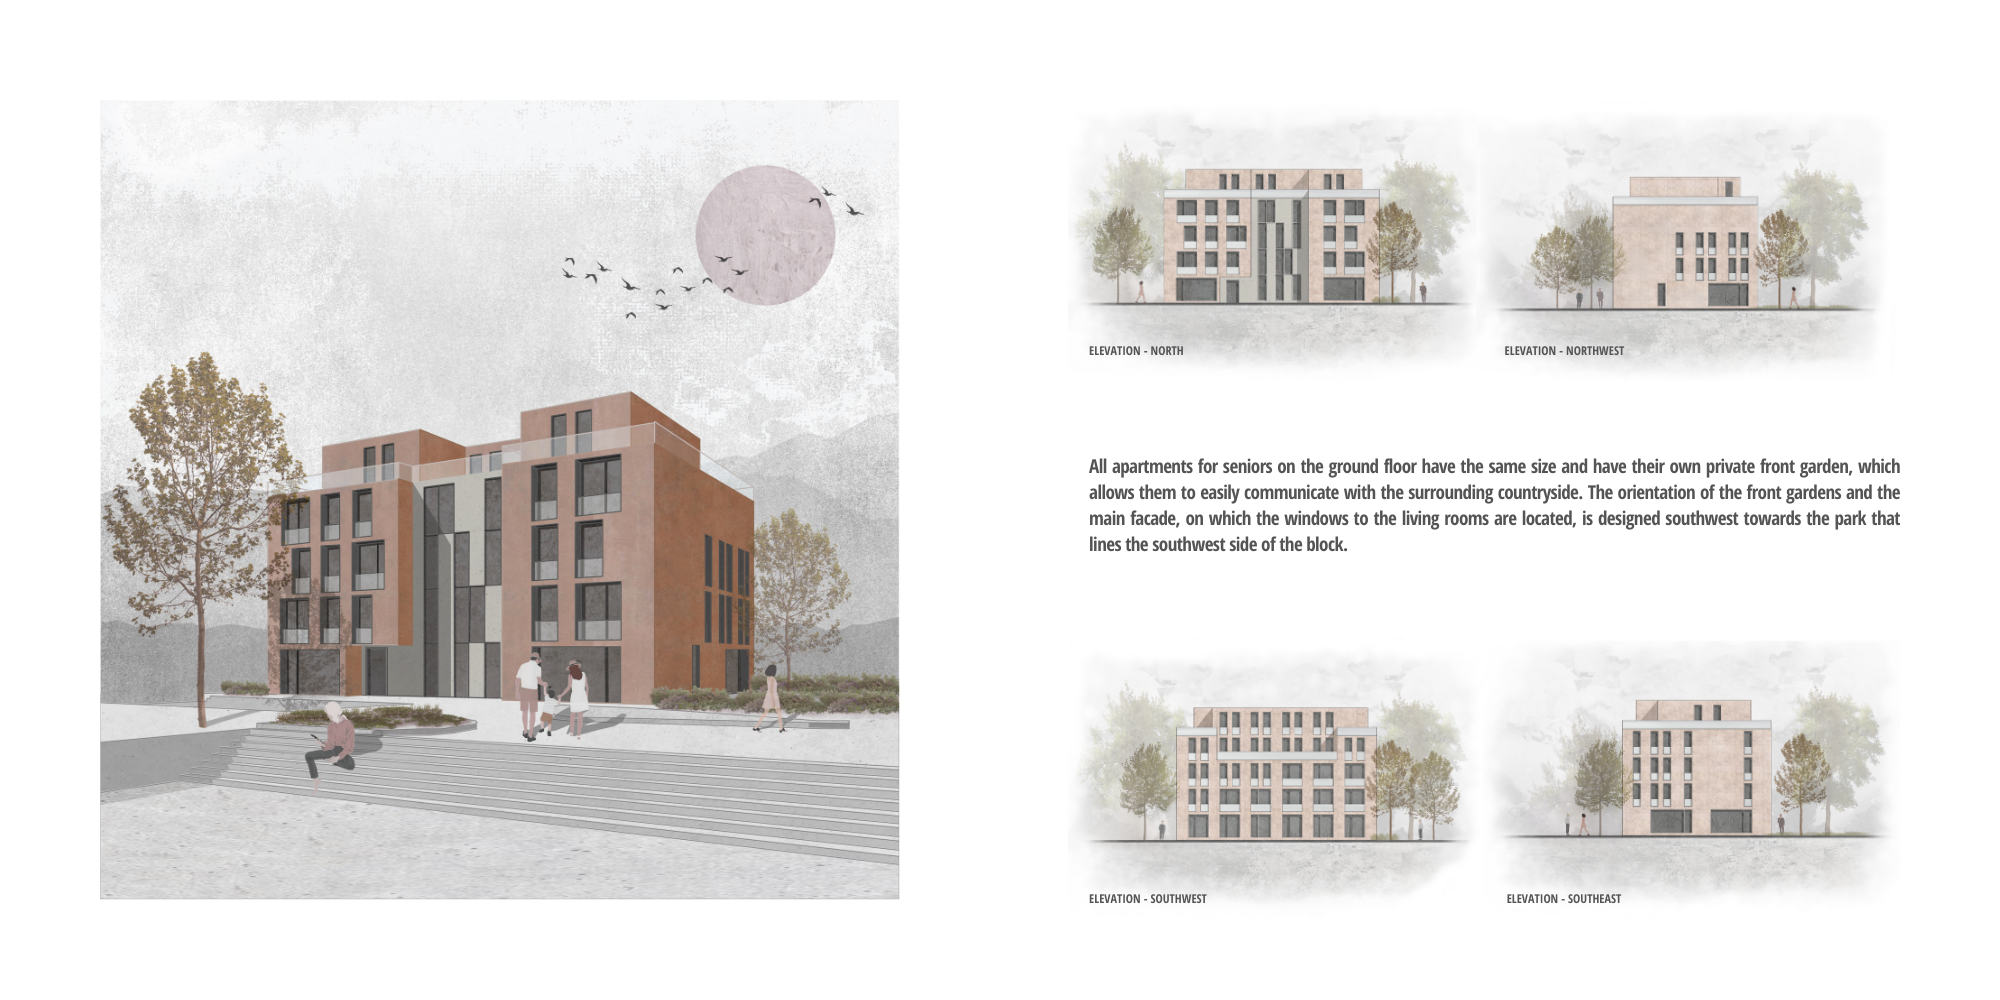 ELEVATION - NORTH
ELEVATION - NORTHWEST
All apartments for seniors on the ground floor have the same size and have their own private front garden, which
allows them to easily communicate with the surrounding countryside. The orientation of the front gardens and the
main facade, on which the windows to the living rooms are located, is designed southwest towards the park that
lines the southwest side of the block.
ELEVATION - SOUTHWEST
ELEVATION - SOUTHEAST